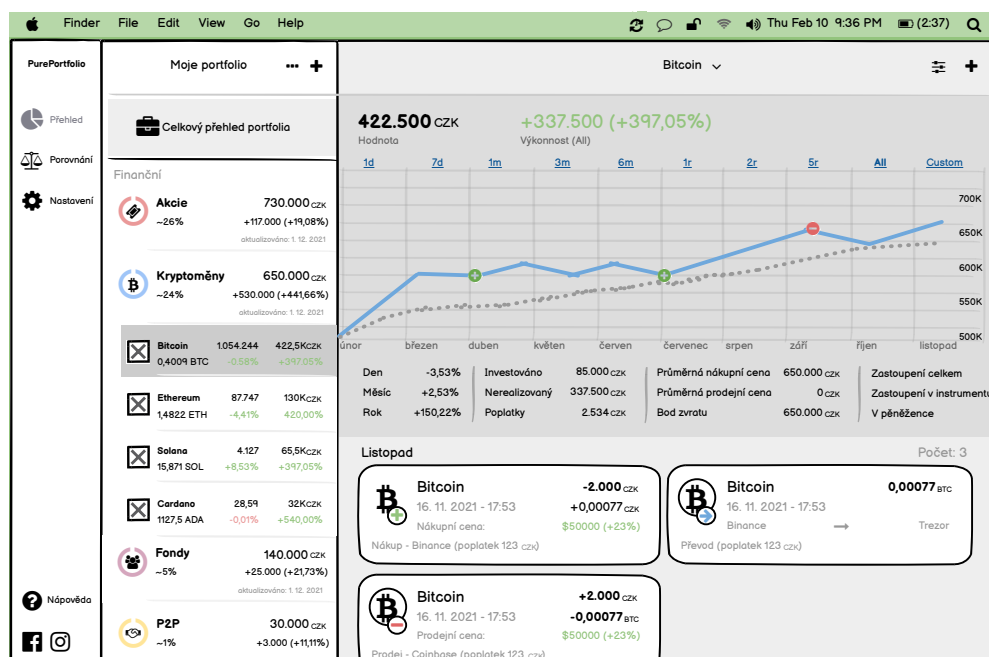 Finder File Edit View Go Help Thu Feb 10 9:36 PM (2:37)
PurePortfolio
Přehled
Porovnání
Nastavení
Nápověda
Moje portfolio
Celkový přehled portfolia
Finanční
Akcie 730.000 CZK
~26% +117.000 (+19,08%)
aktualizováno: 1. 12. 2021
Kryptoměny 650.000 CZK
~24% +530.000 (+441,66%)
aktualizováno: 1. 12. 2021
Bitcoin 1.054.244 422,5K CZK
0,4009 BTC -0.58% +397,05%
Ethereum 87.747 130K CZK
1,4822 ETH -4,41% 420,00%
Solana 4.127 65,5K CZK
15,871 SOL +8,53% +397,05%
Cardano 28,59 32K CZK
1127,5 ADA -0,01% +540,00%
Fondy 140.000 CZK
~5% +25.000 (+21,73%)
aktualizováno: 1. 12. 2021
P2P 30.000 CZK
~1% +3.000 (+11,11%)
Bitcoin
422.500 CZK +337.500 (+397,05%)
Hodnota Výkonnost (All)
1d 7d 1m 3m 6m 1r 2r 5r All Custom
700K
650K
600K
550K
500K
únor březen duben květen červen červenec srpen září říjen listopad
Den -3,53% Investováno 85.000 CZK Průměrná nákupní cena 650.000 CZK Zastoupení celkem
Měsíc +2,53% Nerealizovaný 337.500 CZK Průměrná prodejní cena 0 CZK Zastoupení v instrumentu
Rok +150,22% Poplatky 2.534 CZK Bod zvratu 650.000 CZK V pěněžence
Listopad Počet: 3
Bitcoin -2.000 CZK
16. 11. 2021 - 17:53 +0,00077 CZK
Nákupní cena: $50000 (+23%)
Nákup - Binance (poplatek 123 CZK)
Bitcoin 0,00077 BTC
16. 11. 2021 - 17:53
Binance Trezor
Převod (poplatek 123 CZK)
Bitcoin +2.000 CZK
16. 11. 2021 - 17:53 -0,00077 BTC
Prodejní cena: $50000 (+23%)
Prodej - Coinbase (poplatek 123 CZK)